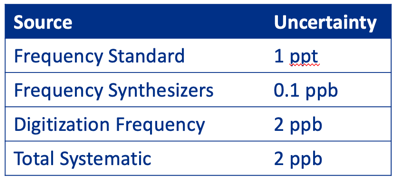 Source Uncertainty
Frequency Standard 1 ppt
Frequency Synthesizers 0.1 ppb
Digitization Frequency 2 ppb
Total Systematic 2 ppb